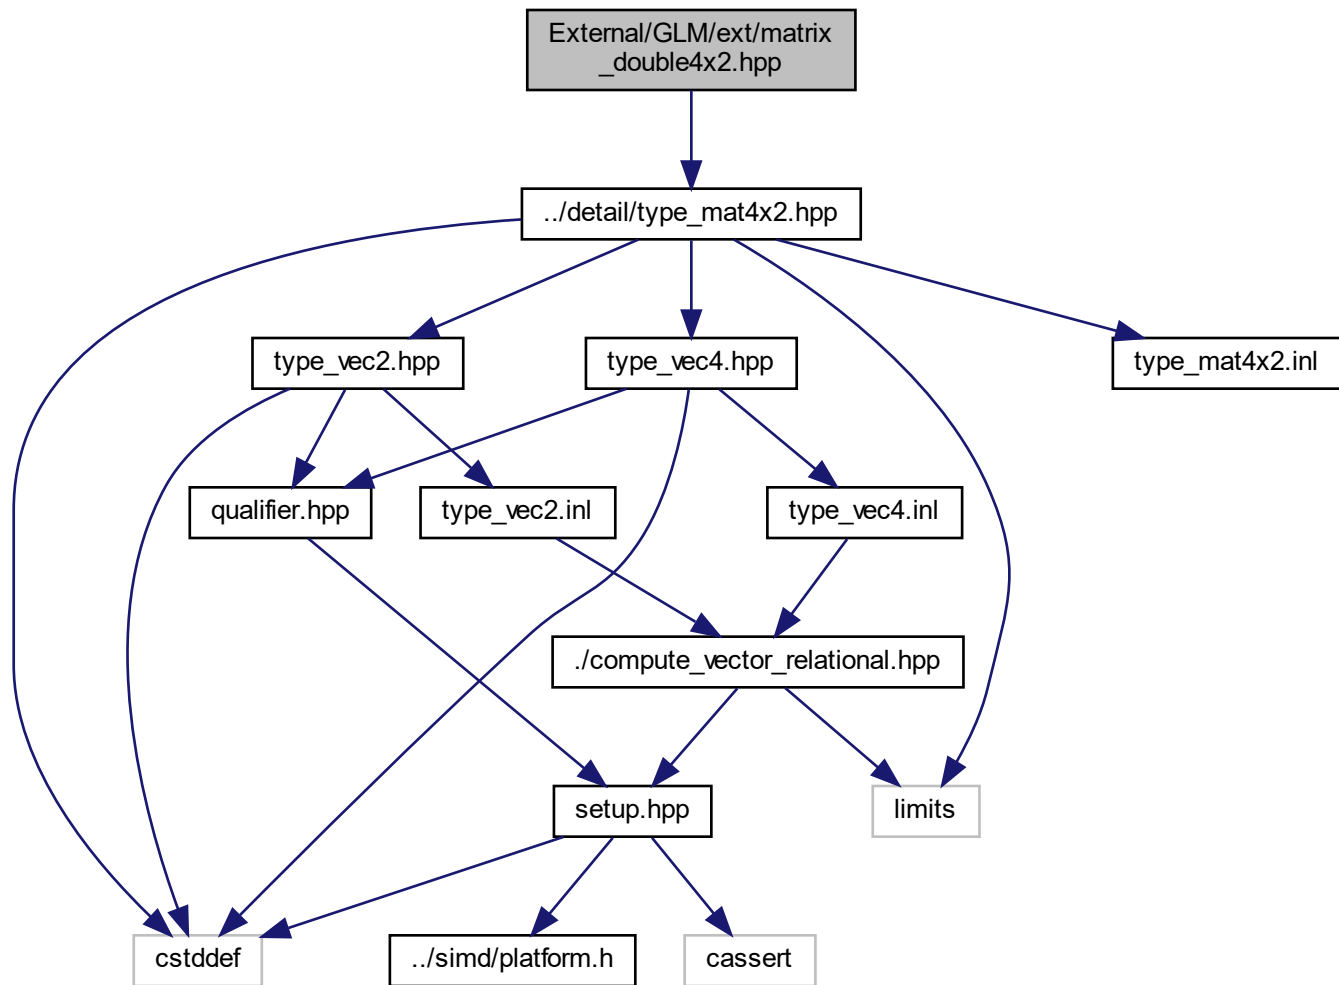 External/GLM/ext/matrix
_double4x2.hpp
../detail/type_mat4x2.hpp
type_vec2.hpp
type_vec4.hpp
type_mat4x2.inl
qualifier.hpp
type_vec2.inl
type_vec4.inl
./compute_vector_relational.hpp
setup.hpp
limits
cstddef
../simd/platform.h
cassert